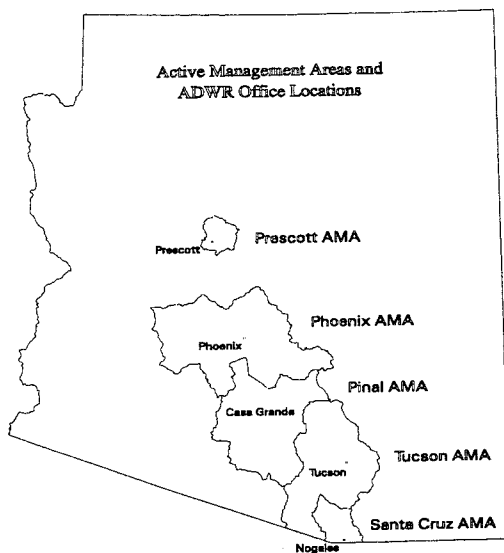 Active Management Areas and
ADWR Office Locations
Prescott
Prescott AMA
Phoenix AMA
Phoenix
Pinal AMA
Casa Grande
Tucson AMA
Tucson
Santa Cruz AMA
Nogales